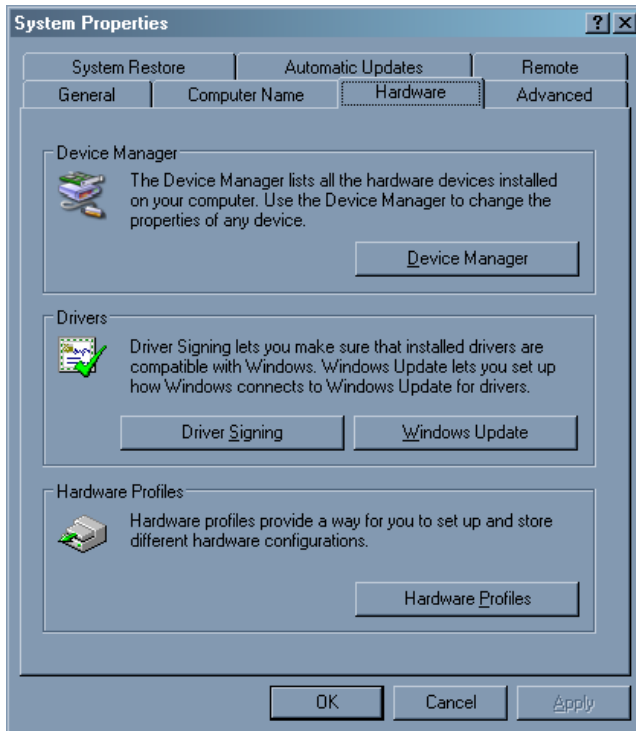 System Properties
System Restore
Automatic Updates
Remote
General
Computer Name
Hardware
Advanced
Device Manager
The Device Manager lists all the hardware devices installed
on your computer. Use the Device Manager to change the
properties of any device.
Device Manager
Drivers
Driver Signing lets you make sure that installed drivers are
compatible with Windows. Windows Update lets you set up
how Windows connects to Windows Update for drivers.
Driver Signing
Windows Update
Hardware Profiles
Hardware profiles provide a way for you to set up and store
different hardware configurations.
Hardware Profiles
OK
Cancel
Apply